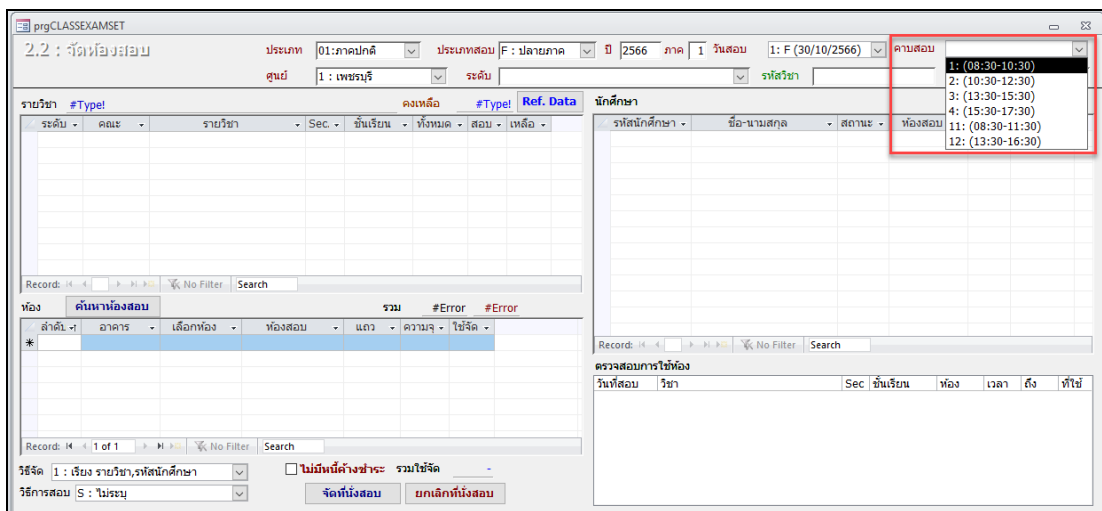 prgCLASSEXAMSET
2.2 : จัดห้องสอบ ประเภท 01:ภาคปกติ ประเภทสอบ F : ปลายภาค ปี 2566 ภาค 1 วันสอบ 1: F (30/10/2566) คาบสอบ
ศูนย์ 1 : เพชรบุรี ระดับ รหัสวิชา
1: (08:30-10:30)
2: (10:30-12:30)
3: (13:30-15:30)
4: (15:30-17:30)
11: (08:30-11:30)
12: (13:30-16:30)
รายวิชา #Type! คงเหลือ #Type! Ref. Data
ระดับ คณะ รายวิชา Sec. ชั้นเรียน ทั้งหมด สอบ เหลือ
Record: No Filter Search
ห้อง ค้นหาห้องสอบ รวม #Error #Error
ลำดับ อาคาร เลือกห้อง ห้องสอบ แถว ความจุ ใช้จัด
Record: 1 of 1 No Filter Search
วิธีจัด 1 : เรียง รายวิชา,รหัสนักศึกษา ไม่มีหนี้ค้างชำระ รวมใช้จัด -
วิธีการสอบ S : ไม่ระบุ จัดที่นั่งสอบ ยกเลิกที่นั่งสอบ
นักศึกษา
รหัสนักศึกษา ชื่อ-นามสกุล สถานะ ห้องสอบ
Record: No Filter Search
ตรวจสอบการใช้ห้อง
วันที่สอบ วิชา Sec ชั้นเรียน ห้อง เวลา ถึง ที่ใช้